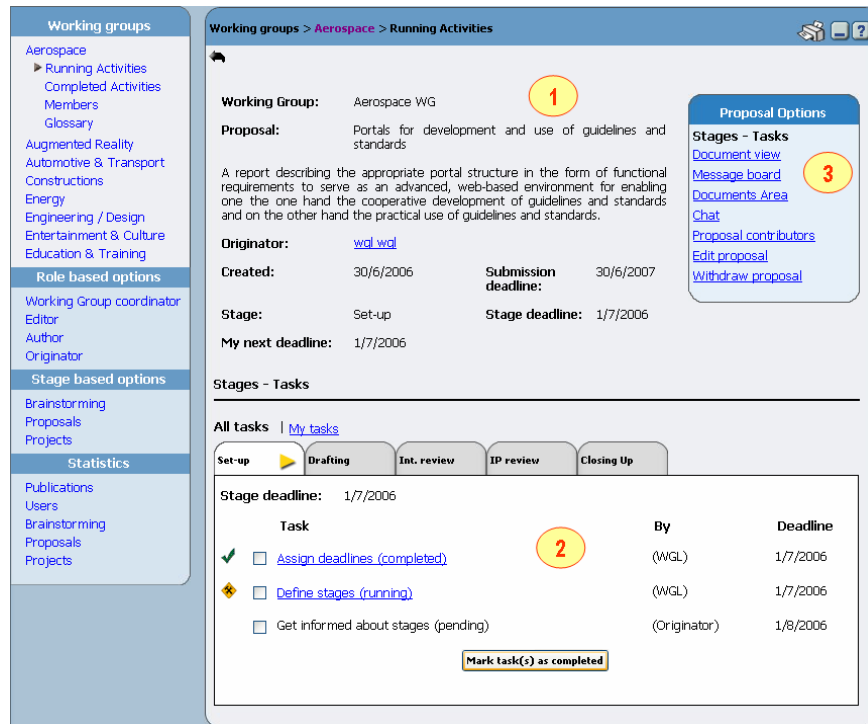 Working groups
Aerospace
Running Activities
Completed Activities
Members
Glossary
Augmented Reality
Automotive & Transport
Constructions
Energy
Engineering / Design
Entertainment & Culture
Education & Training
Role based options
Working Group coordinator
Editor
Author
Originator
Stage based options
Brainstorming
Proposals
Projects
Statistics
Publications
Users
Brainstorming
Proposals
Projects
Working groups > Aerospace > Running Activities
?
1
Working Group: Aerospace WG
Proposal: Portals for development and use of guidelines and
standards
A report describing the appropriate portal structure in the form of functional
requirements to serve as an advanced, web-based environment for enabling
one the one hand the cooperative development of guidelines and standards
and on the other hand the practical use of guidelines and standards.
Originator: wgl wgl
Created: 30/6/2006 Submission deadline: 30/6/2007
Stage: Set-up Stage deadline: 1/7/2006
My next deadline: 1/7/2006
Proposal Options
Stages - Tasks
Document view
Message board
Documents Area
Chat
Proposal contributors
Edit proposal
Withdraw proposal
3
Stages - Tasks
All tasks | My tasks
Set-up Drafting Int. review IP review Closing Up
Stage deadline: 1/7/2006
Task By Deadline
2
Assign deadlines (completed) (WGL) 1/7/2006
Define stages (running) (WGL) 1/7/2006
Get informed about stages (pending) (Originator) 1/8/2006
Mark task(s) as completed